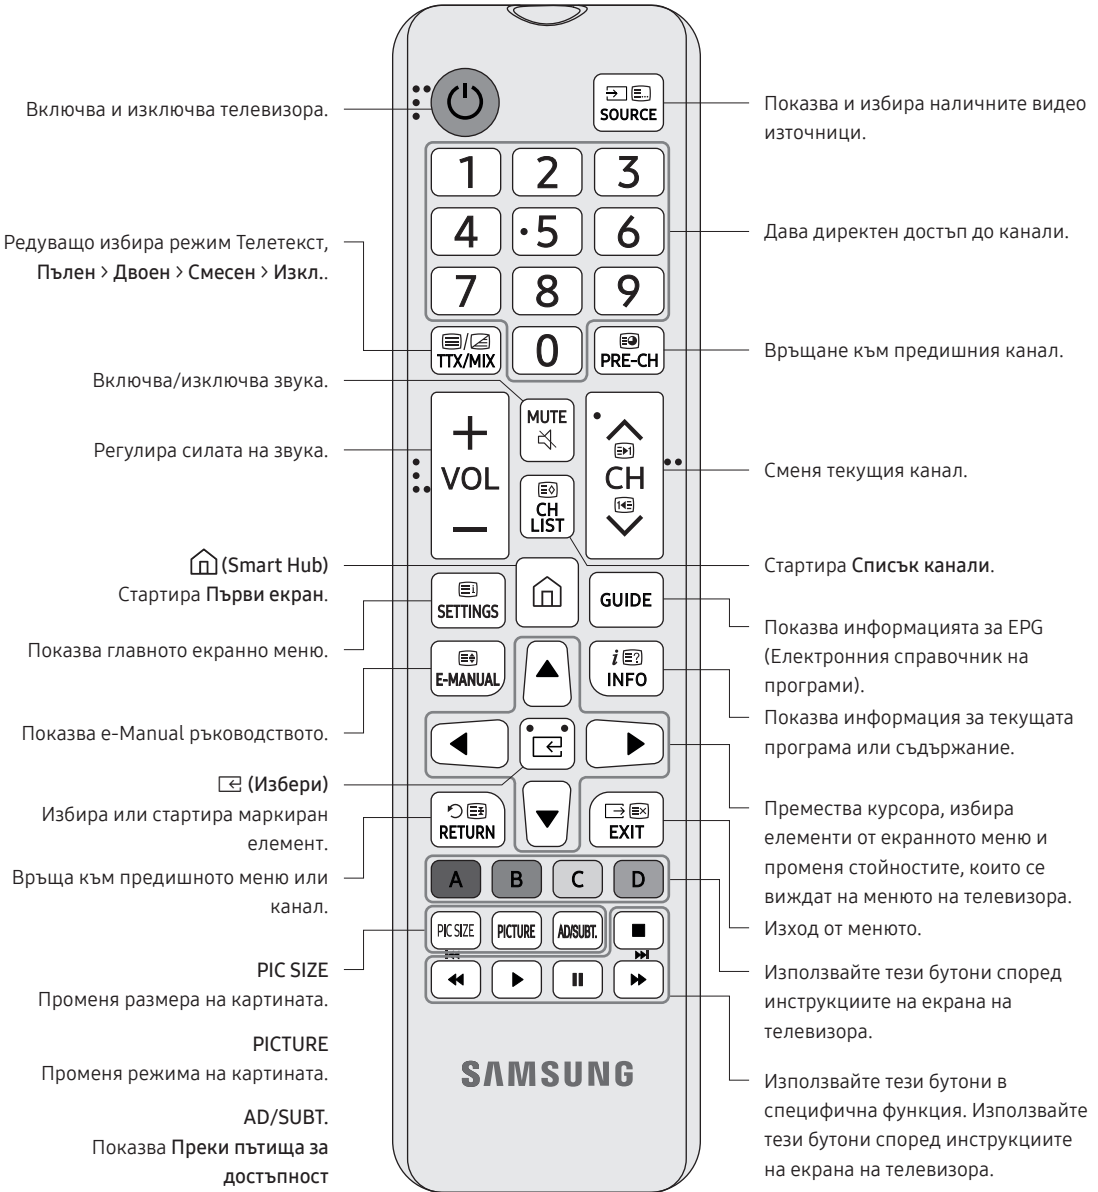 Включва и изключва телевизора.
Редуващо избира режим Телетекст,
Пълен > Двоен > Смесен > Изкл..
Включва/изключва звука.
Регулира силата на звука.
(Smart Hub)
Стартира Първи екран.
Показва главното екранно меню.
Показва e-Manual ръководството.
(Избери)
Избира или стартира маркиран
елемент.
Връща към предишното меню или
канал.
PIC SIZE
Променя размера на картината.
PICTURE
Променя режима на картината.
AD/SUBT.
Показва Преки пътища за
достъпност
SOURCE
1 2 3
4 5 6
7 8 9
TTX/MIX 0 PRE-CH
MUTE
VOL
CH
CH
LIST
SETTINGS
GUIDE
E-MANUAL
i
INFO
RETURN
EXIT
A B C D
PIC SIZE PICTURE AD/SUBT.
SAMSUNG
Показва и избира наличните видео
източници.
Дава директен достъп до канали.
Връщане към предишния канал.
Сменя текущия канал.
Стартира Списък канали.
Показва информацията за EPG
(Електронния справочник на
програми).
Показва информация за текущата
програма или съдържание.
Премества курсора, избира
елементи от екранното меню и
променя стойностите, които се
виждат на менюто на телевизора.
Изход от менюто.
Използвайте тези бутони според
инструкциите на екрана на
телевизора.
Използвайте тези бутони в
специфична функция. Използвайте
тези бутони според инструкциите
на екрана на телевизора.